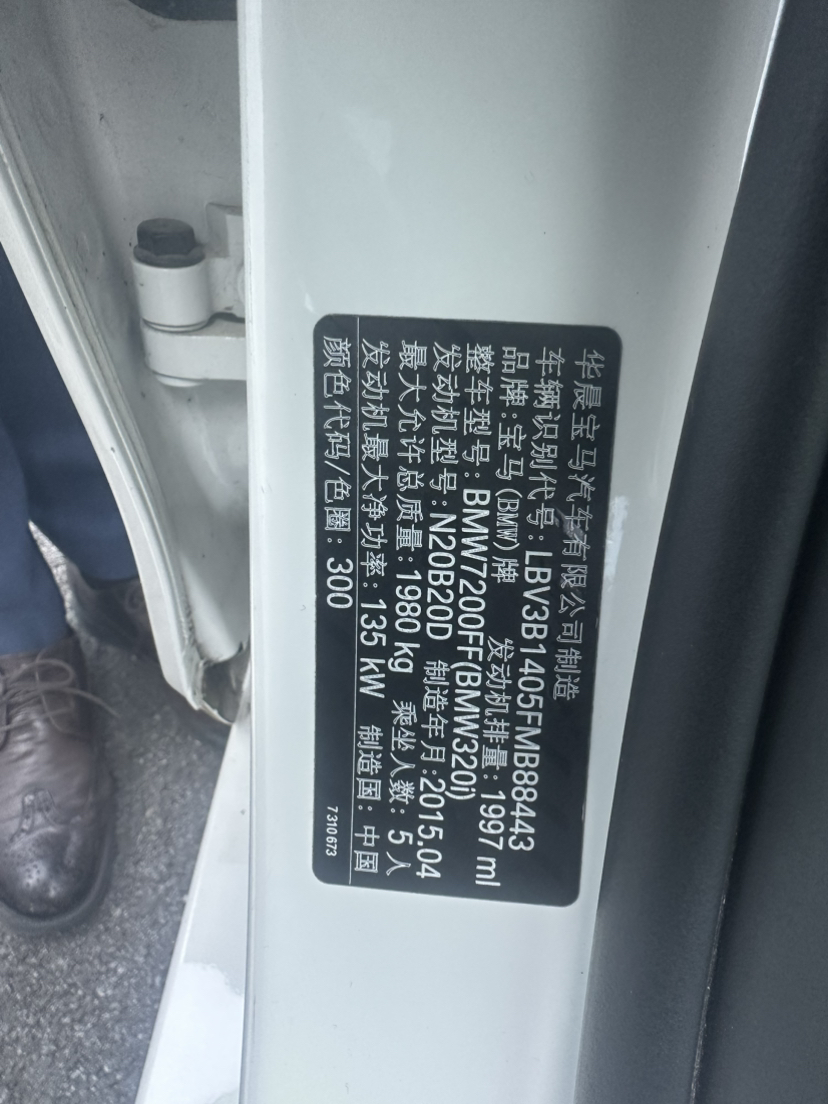 华晨宝马汽车有限公司制造
车辆识别代号:LBV3B1405FMB88443
品牌:宝马(BMW)牌 发动机排量:1997 ml
整车型号:BMW7200FF(BMW320i)
发动机型号:N20B20D 制造年月:2015.04
最大允许总质量:1980 kg 乘坐人数:5人
发动机最大净功率:135 kW 制造国:中国
颜色代码/色圈:300
7 310 673